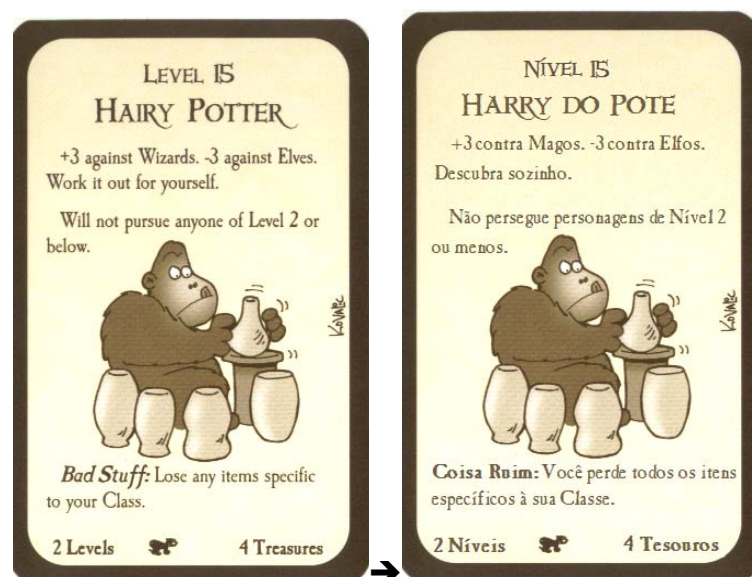 LEVEL 15
HAIRY POTTER
+3 against Wizards. -3 against Elves.
Work it out for yourself.
Will not pursue anyone of Level 2 or
below.
KOVALIC
Bad Stuff: Lose any items specific
to your Class.
2 Levels 4 Treasures
➔
NÍVEL 15
HARRY DO POTE
+3 contra Magos. -3 contra Elfos.
Descubra sozinho.
Não persegue personagens de Nível 2
ou menos.
KOVALIC
Coisa Ruim: Você perde todos os itens
específicos à sua Classe.
2 Níveis 4 Tesouros